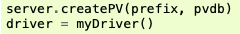 server.createPV(prefix, pvdb)
driver = myDriver()